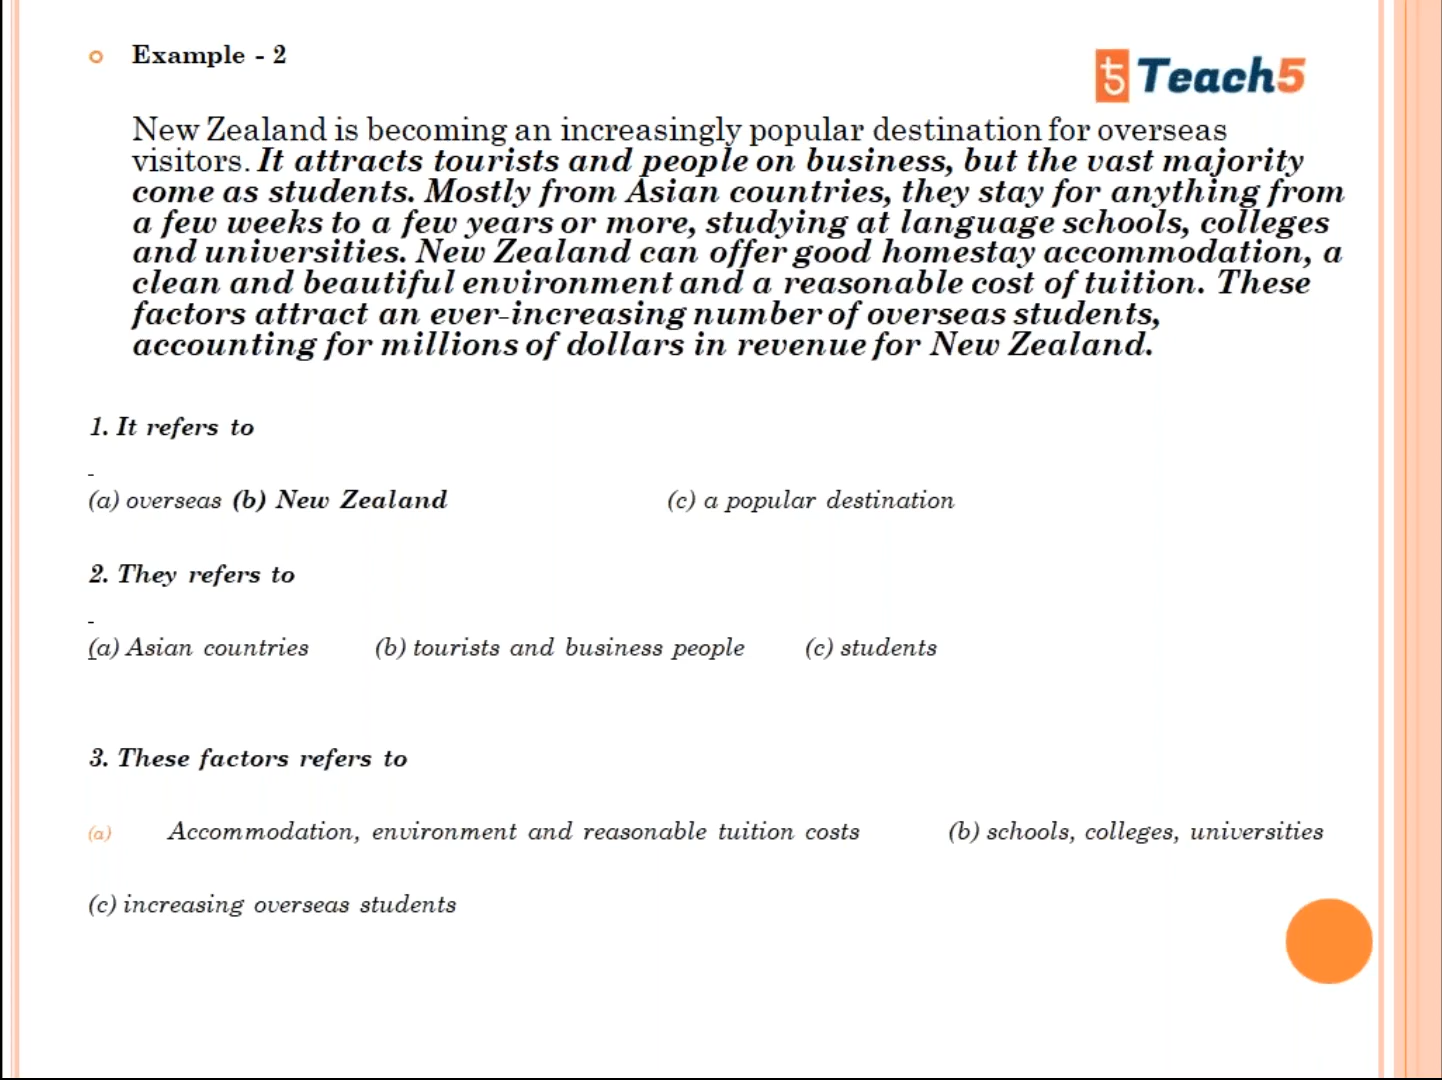 Example - 2
Teach5
New Zealand is becoming an increasingly popular destination for overseas
visitors. It attracts tourists and people on business, but the vast majority
come as students. Mostly from Asian countries, they stay for anything from
a few weeks to a few years or more, studying at language schools, colleges
and universities. New Zealand can offer good homestay accommodation, a
clean and beautiful environment and a reasonable cost of tuition. These
factors attract an ever-increasing number of overseas students,
accounting for millions of dollars in revenue for New Zealand.
1. It refers to
(a) overseas (b) New Zealand (c) a popular destination
2. They refers to
(a) Asian countries (b) tourists and business people (c) students
3. These factors refers to
(a) Accommodation, environment and reasonable tuition costs (b) schools, colleges, universities
(c) increasing overseas students